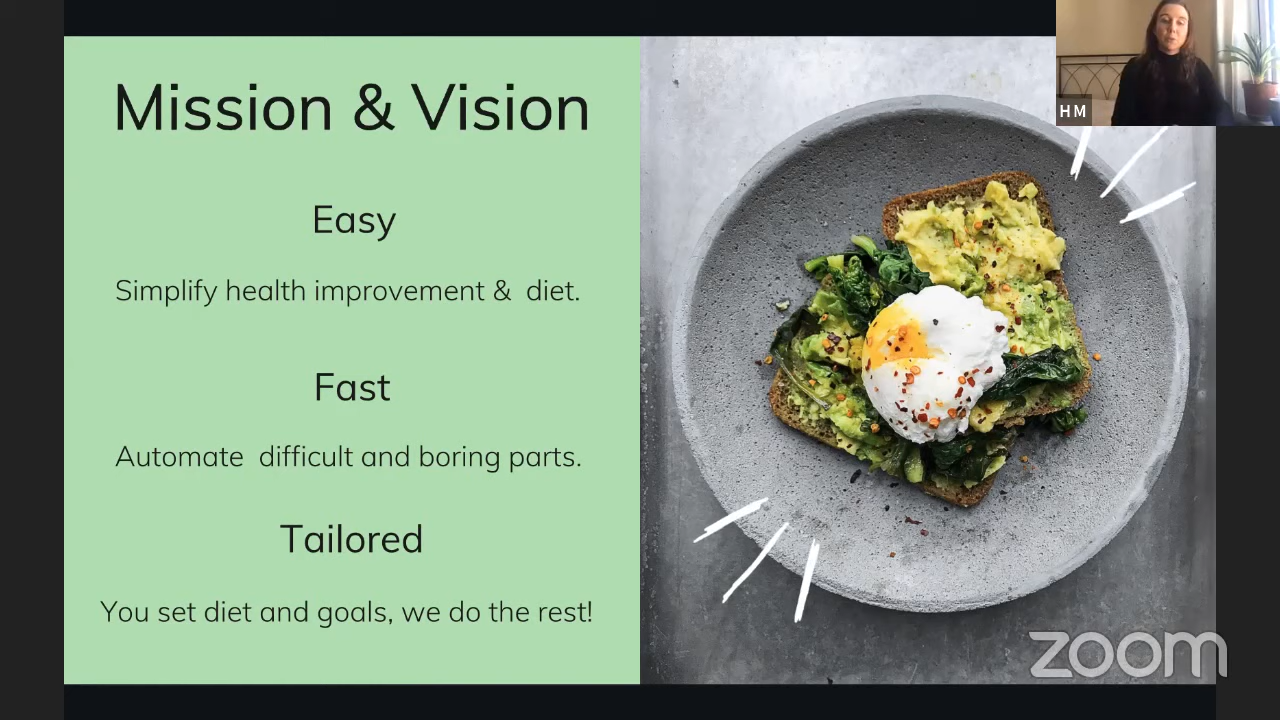 Mission & Vision
Easy
Simplify health improvement & diet.
Fast
Automate difficult and boring parts.
Tailored
You set diet and goals, we do the rest!
H M
zoom